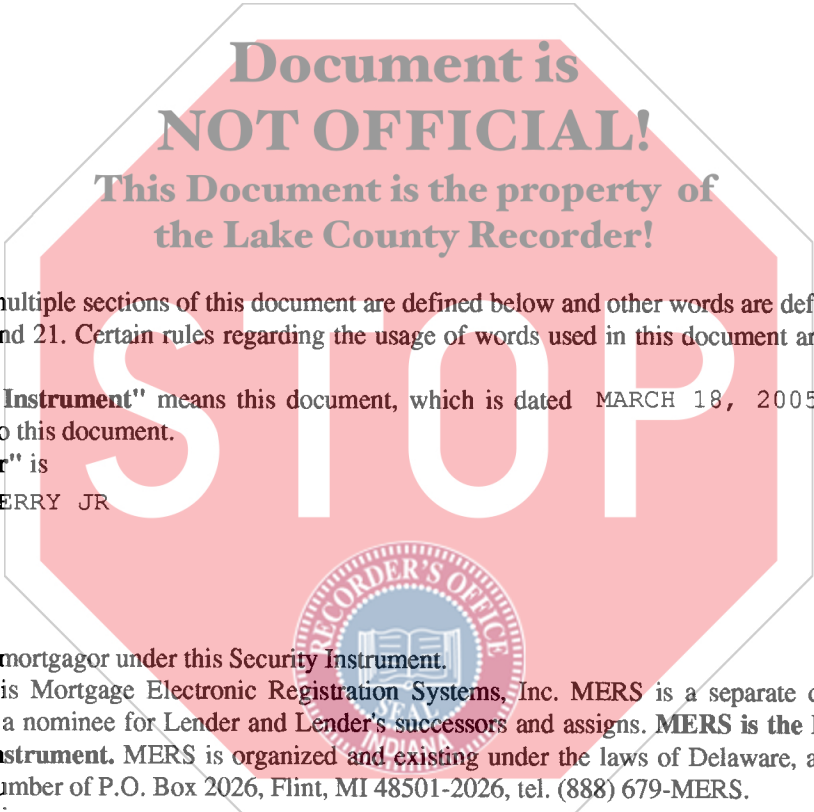 Document is
NOT OFFICIAL!
This Document is the property of
the Lake County Recorder!
multiple sections of this document are defined below and other words are def
nd 21. Certain rules regarding the usage of words used in this document ar
Instrument" means this document, which is dated MARCH 18, 2005
o this document.
r" is
ERRY JR
STOP
RECORDER'S OFFICE
SEAL
INDIANA
mortgagor under this Security Instrument.
is Mortgage Electronic Registration Systems, Inc. MERS is a separate c
a nominee for Lender and Lender's successors and assigns. MERS is the
nstrument. MERS is organized and existing under the laws of Delaware, a
umber of P.O. Box 2026, Flint, MI 48501-2026, tel. (888) 679-MERS.